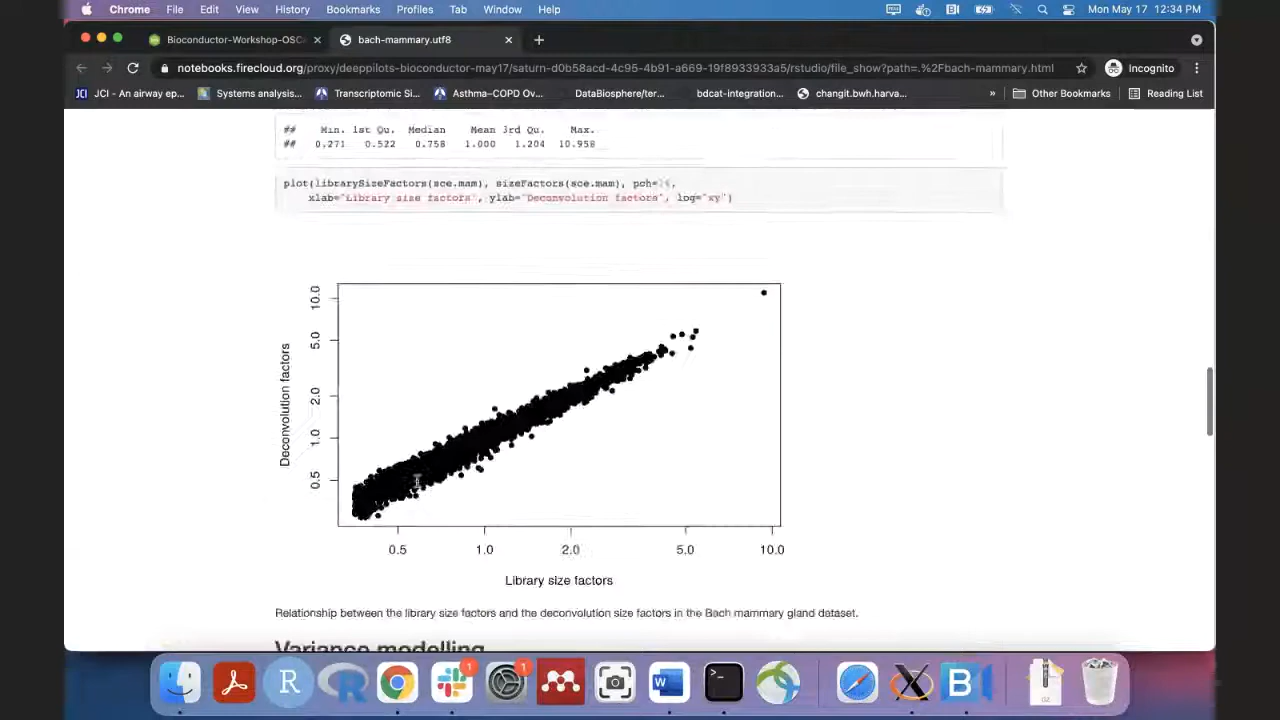 Chrome File Edit View History Bookmarks Profiles Tab Window Help Mon May 17 12:34 PM
Bioconductor-Workshop-OSC
bach-mammary.utf8
notebooks.firecloud.org/proxy/deeppilots-bioconductor-may17/saturn-d0b58acd-4c95-4b91-a669-19f8933933a5/rstudio/file_show?path=.%2Fbach-mammary.html
Incognito
JCI - An airway ep... Systems analysis... Transcriptomic Si... Asthma–COPD Ov... DataBiosphere/ter... bdcat-integration... changit.bwh.harva... » Other Bookmarks Reading List
## Min. 1st Qu. Median Mean 3rd Qu. Max.
## 0.271 0.522 0.758 1.000 1.204 10.958
plot(librarySizeFactors(sce.mam), sizeFactors(sce.mam), pch=16,
xlab="Library size factors", ylab="Deconvolution factors", log="xy")
Deconvolution factors
10.0
5.0
2.0
1.0
0.5
0.5 1.0 2.0 5.0 10.0
Library size factors
Relationship between the library size factors and the deconvolution size factors in the Bach mammary gland dataset.
Variance modelling
1
1